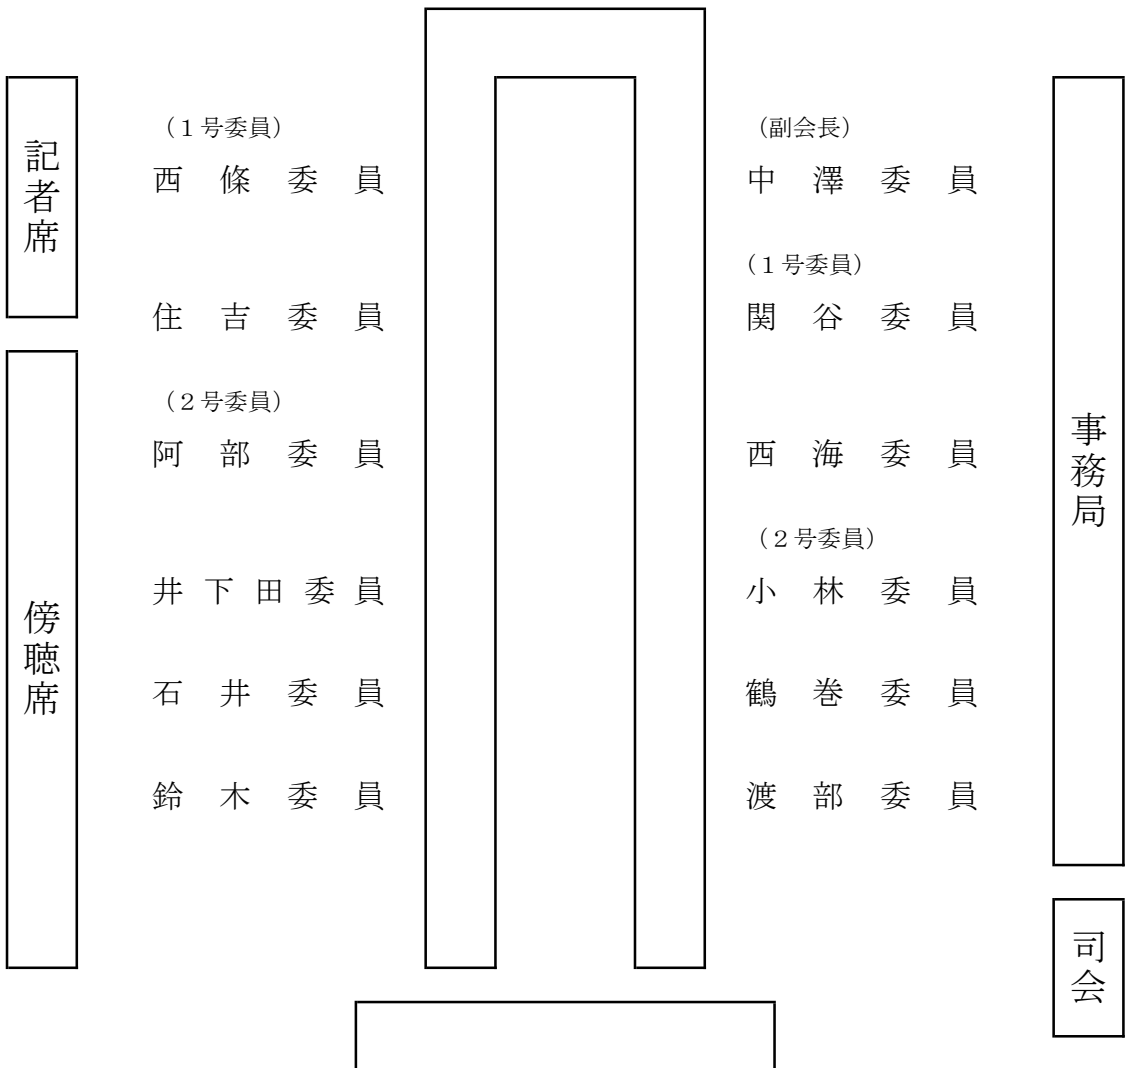 記者席
傍聴席
（１号委員）
西條委員
住吉委員
（２号委員）
阿部委員
井下田委員
石井委員
鈴木委員
（副会長）
中澤委員
（１号委員）
関谷委員
西海委員
（２号委員）
小林委員
鶴巻委員
渡部委員
事務局
司会